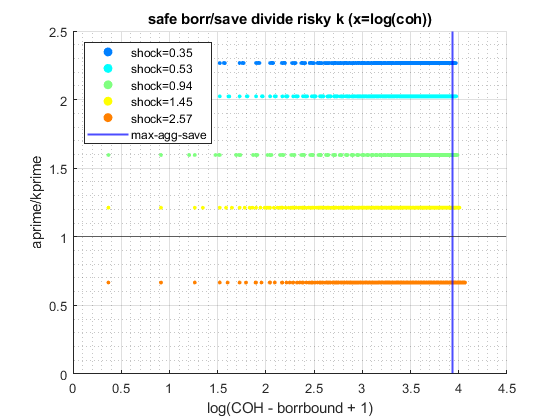 safe borr/save divide risky k (x=log(coh))
2.5
2
1.5
1
0.5
0
aprime/kprime
shock=0.35
shock=0.53
shock=0.94
shock=1.45
shock=2.57
max-agg-save
0 0.5 1 1.5 2 2.5 3 3.5 4 4.5
log(COH - borrbound + 1)